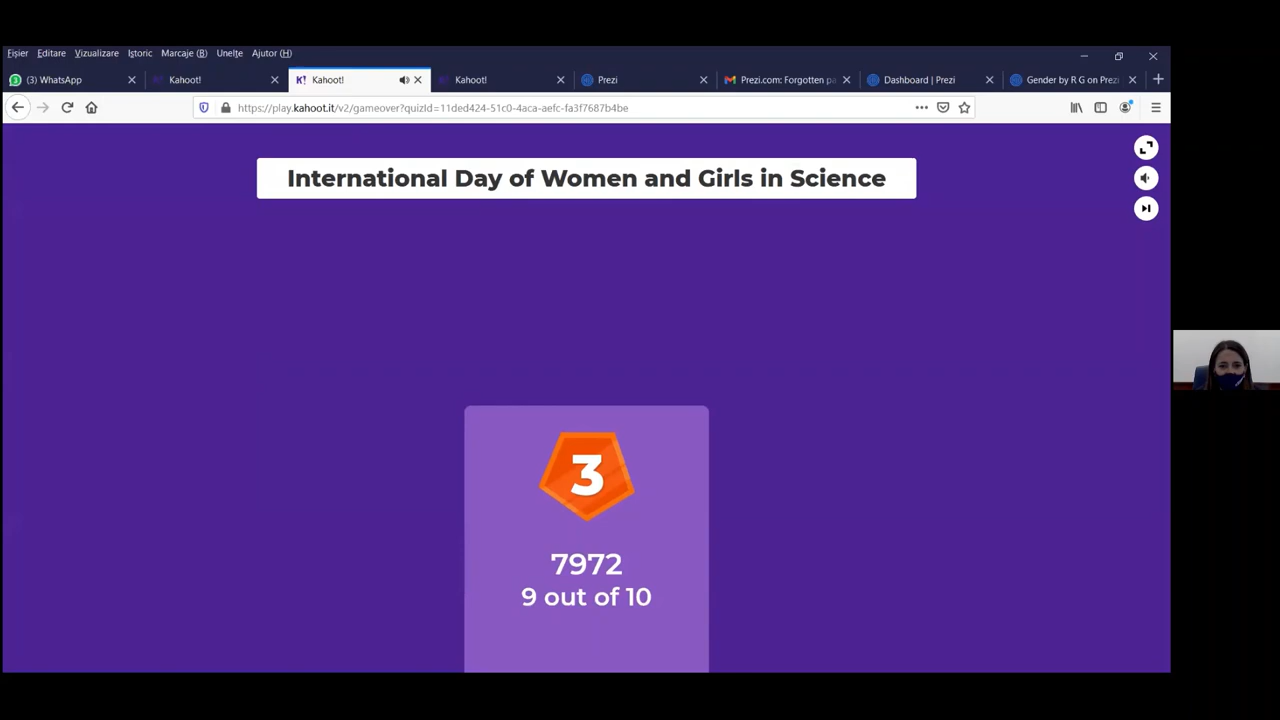 Fișier Editare Vizualizare Istoric Marcaje (B) Unelte Ajutor (H)
(3) WhatsApp Kahoot! K! Kahoot! Kahoot! Prezi Prezi.com: Forgotten pa Dashboard | Prezi Gender by R G on Prezi
https://play.kahoot.it/v2/gameover?quizId=11ded424-51c0-4aca-aefc-fa3f7687b4be
International Day of Women and Girls in Science
3
7972
9 out of 10